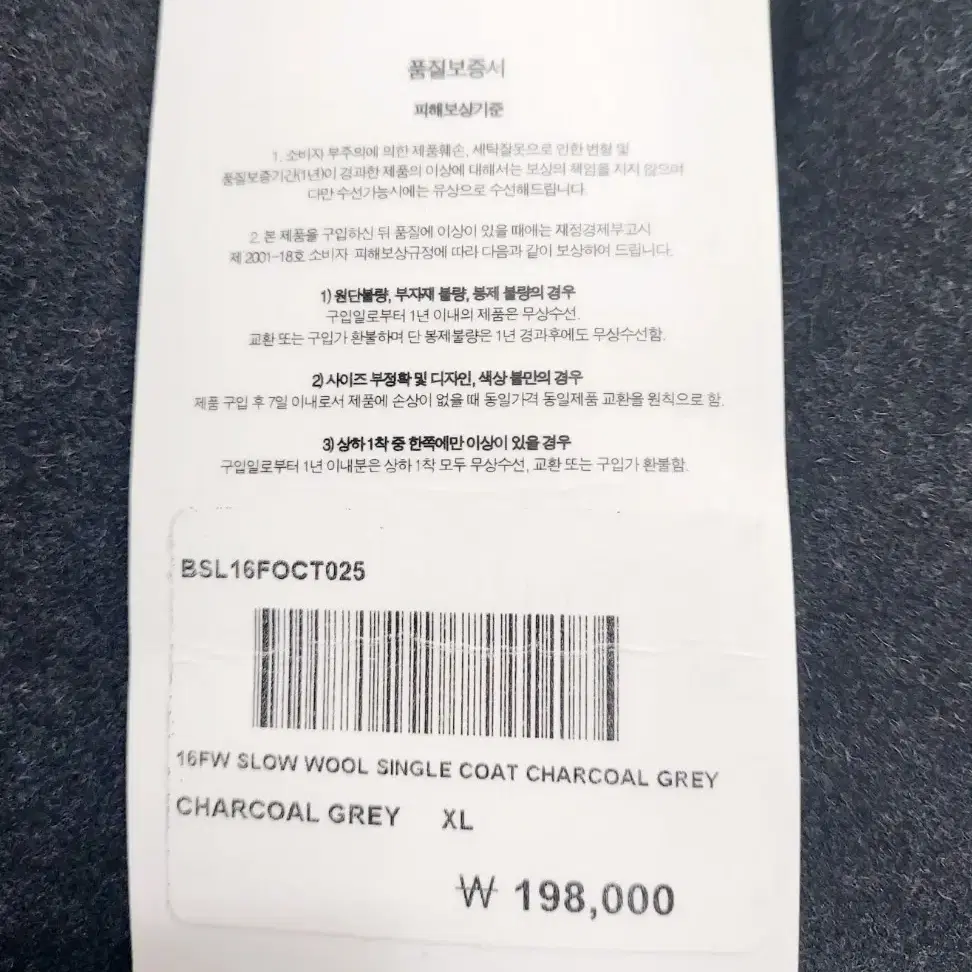 품질보증서
피해보상기준
1. 소비자 부주의에 의한 제품훼손, 세탁잘못으로 인한 변형 및
품질보증기간(1년)이 경과한 제품의 이상에 대해서는 보상의 책임을 지지 않으며
다만 수선가능시에는 유상으로 수선해드립니다.
2. 본 제품을 구입하신 뒤 품질에 이상이 있을 때에는 재정경제부고시
제 2001-18호 소비자 피해보상규정에 따라 다음과 같이 보상하여 드립니다.
1) 원단불량, 부자재 불량, 봉제 불량의 경우
구입일로부터 1년 이내의 제품은 무상수선.
교환 또는 구입가 환불하며 단 봉제불량은 1년 경과후에도 무상수선함.
2) 사이즈 부정확 및 디자인, 색상 불만의 경우
제품 구입 후 7일 이내로서 제품에 손상이 없을 때 동일가격 동일제품 교환을 원칙으로 함.
3) 상하 1착 중 한쪽에만 이상이 있을 경우
구입일로부터 1년 이내분은 상하 1착 모두 무상수선, 교환 또는 구입가 환불함.
BSL16FOCT025
16FW SLOW WOOL SINGLE COAT CHARCOAL GREY
CHARCOAL GREY XL
₩ 198,000